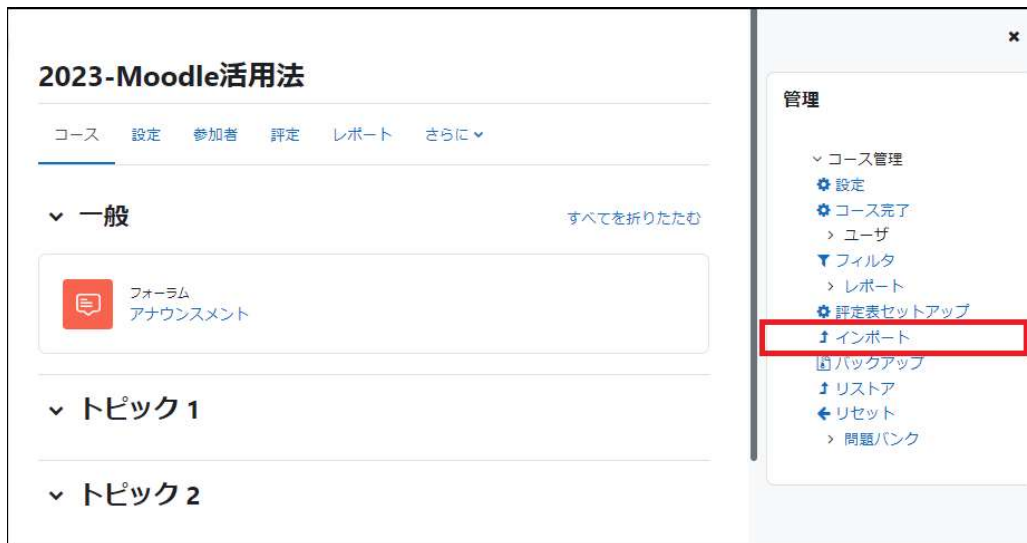 2023-Moodle活用法
コース 設定 参加者 評定 レポート さらに
一般 すべてを折りたたむ
フォーラム
アナウンスメント
トピック 1
トピック 2
管理
コース管理
設定
コース完了
ユーザ
フィルタ
レポート
評定表セットアップ
インポート
バックアップ
リストア
リセット
問題バンク